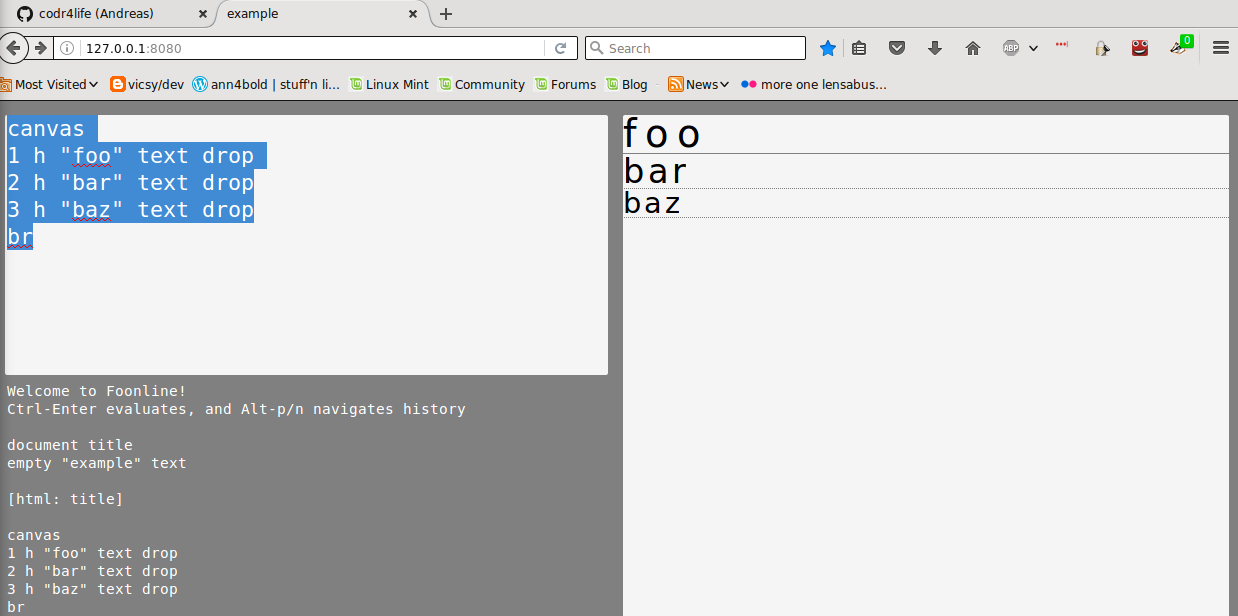 codr4life (Andreas)
example
127.0.0.1:8080
Search
ABP
0
Most Visited
vicsy/dev
ann4bold | stuff'n li...
Linux Mint
Community
Forums
Blog
News
more one lensabus...
canvas
1 h "foo" text drop
2 h "bar" text drop
3 h "baz" text drop
br
foo
bar
baz
Welcome to Foonline!
Ctrl-Enter evaluates, and Alt-p/n navigates history
document title
empty "example" text
[html: title]
canvas
1 h "foo" text drop
2 h "bar" text drop
3 h "baz" text drop
br